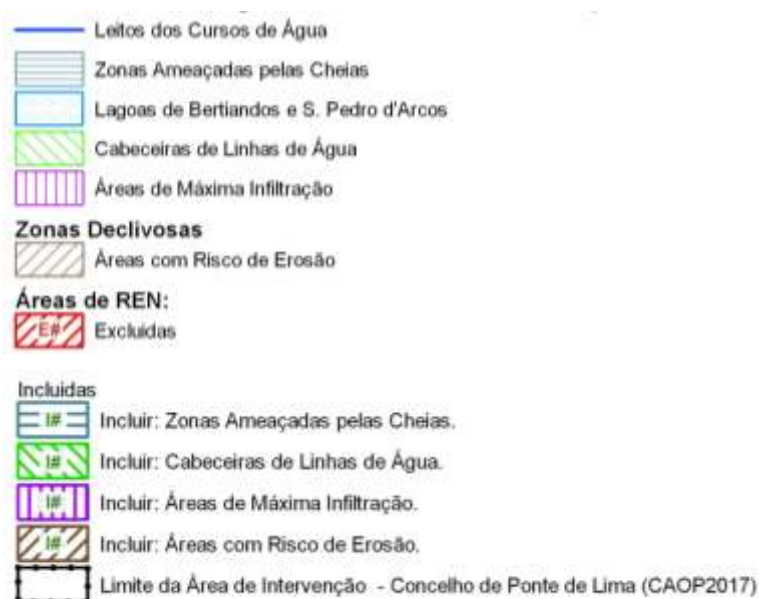 Leitos dos Cursos de Água
Zonas Ameaçadas pelas Cheias
Lagoas de Bertiandos e S. Pedro d'Arcos
Cabeceiras de Linhas de Água
Áreas de Máxima Infiltração
Zonas Declivosas
Áreas com Risco de Erosão
Áreas de REN:
E# Excluidas
Incluidas
I# Incluir: Zonas Ameaçadas pelas Cheias.
I# Incluir: Cabeceiras de Linhas de Água.
I# Incluir: Áreas de Máxima Infiltração.
I# Incluir: Áreas com Risco de Erosão.
Limite da Área de Intervenção - Concelho de Ponte de Lima (CAOP2017)